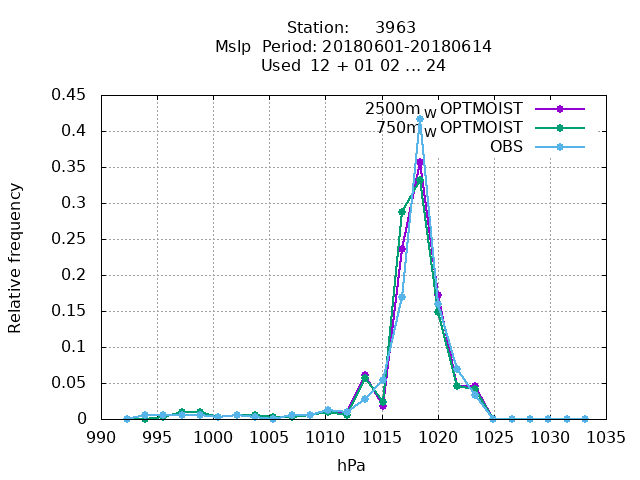 Station: 3963
Mslp Period: 20180601-20180614
Used 12 + 01 02 ... 24
2500m W OPTMOIST
750m W OPTMOIST
OBS
0.45
0.4
0.35
0.3
0.25
0.2
0.15
0.1
0.05
0
Relative frequency
990 995 1000 1005 1010 1015 1020 1025 1030 1035
hPa